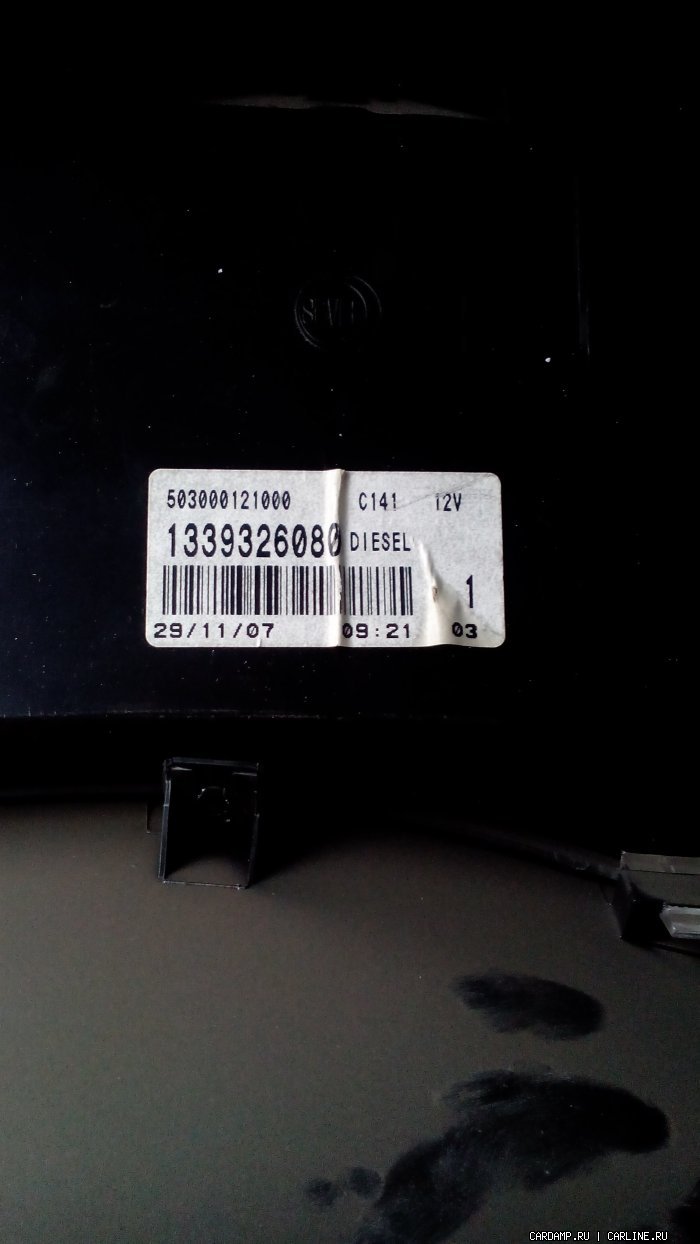 503000121000 C141 12V
1339326080 DIESEL
1
29/11/07 09:21 03
CARDAMP.RU | CARLINE.RU